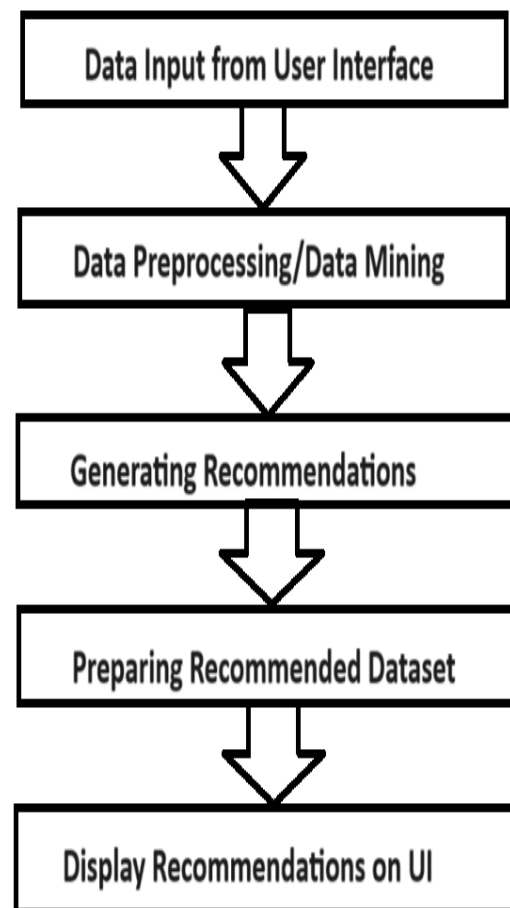 Data Input from User Interface
Data Preprocessing/Data Mining
Generating Recommendations
Preparing Recommended Dataset
Display Recommendations on UI